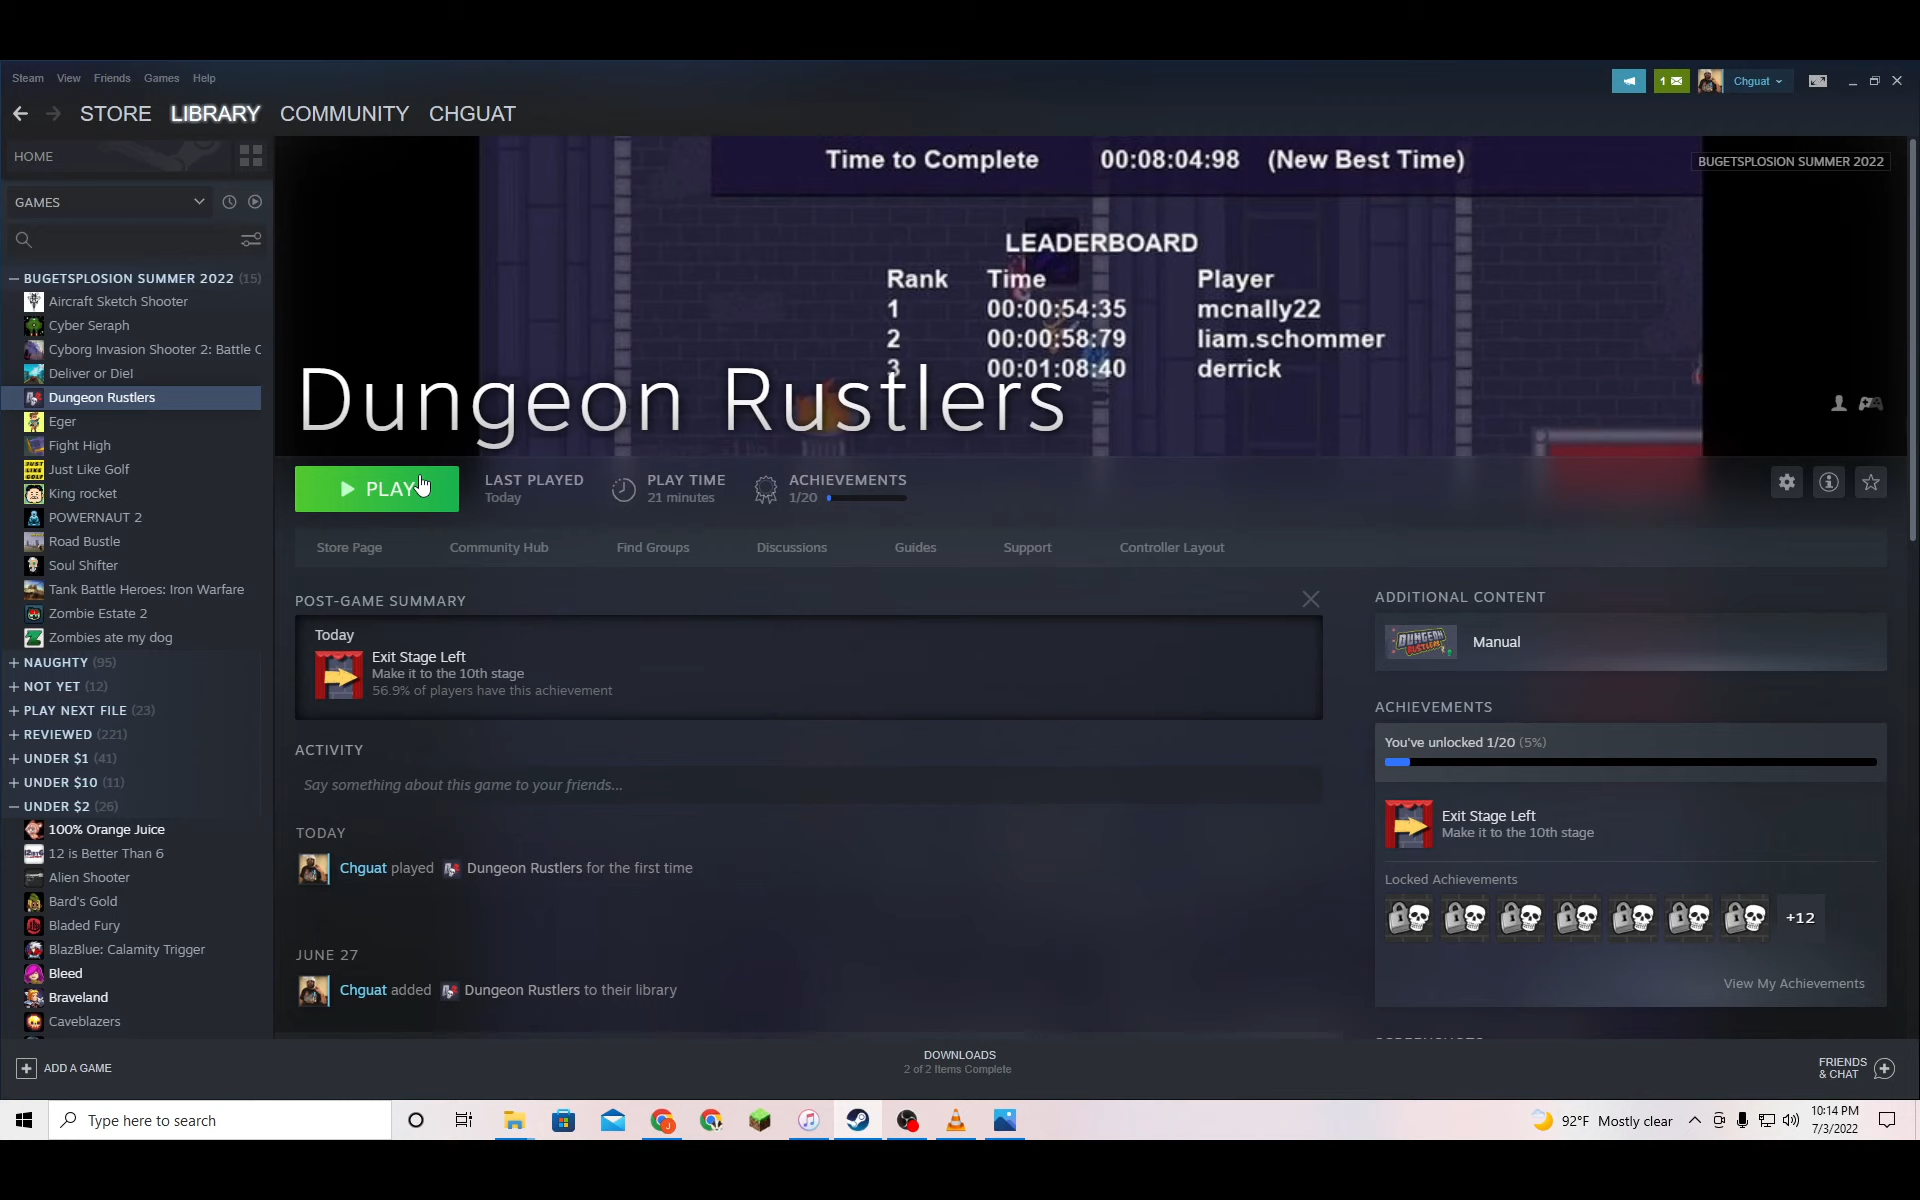 Steam View Friends Games Help
1 Chguat
STORE LIBRARY COMMUNITY CHGUAT
HOME
GAMES
BUGETSPLOSION SUMMER 2022 (15)
Aircraft Sketch Shooter
Cyber Seraph
Cyborg Invasion Shooter 2: Battle C
Deliver or Die!
Dungeon Rustlers
Eger
Fight High
Just Like Golf
King rocket
POWERNAUT 2
Road Bustle
Soul Shifter
Tank Battle Heroes: Iron Warfare
Zombie Estate 2
Zombies ate my dog
NAUGHTY (95)
NOT YET (12)
PLAY NEXT FILE (23)
REVIEWED (221)
UNDER $1 (41)
UNDER $10 (11)
UNDER $2 (26)
100% Orange Juice
12 is Better Than 6
Alien Shooter
Bard's Gold
Bladed Fury
BlazBlue: Calamity Trigger
Bleed
Braveland
Caveblazers
Time to Complete 00:08:04:98 (New Best Time)
BUGETSPLOSION SUMMER 2022
LEADERBOARD
Rank Time Player
1 00:00:54:35 mcnally22
2 00:00:58:79 liam.schommer
3 00:01:08:40 derrick
Dungeon Rustlers
PLAY
LAST PLAYED
Today
PLAY TIME
21 minutes
ACHIEVEMENTS
1/20
Store Page Community Hub Find Groups Discussions Guides Support Controller Layout
POST-GAME SUMMARY
Today
Exit Stage Left
Make it to the 10th stage
56.9% of players have this achievement
ACTIVITY
Say something about this game to your friends...
TODAY
Chguat played Dungeon Rustlers for the first time
JUNE 27
Chguat added Dungeon Rustlers to their library
ADDITIONAL CONTENT
DUNGEON RUSTLERS
Manual
ACHIEVEMENTS
You've unlocked 1/20 (5%)
Exit Stage Left
Make it to the 10th stage
Locked Achievements
+12
View My Achievements
ADD A GAME
DOWNLOADS
2 of 2 Items Complete
FRIENDS
& CHAT
Type here to search
92°F Mostly clear
10:14 PM
7/3/2022